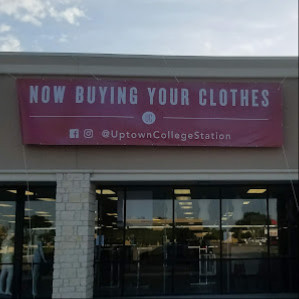 NOW BUYING YOUR CLOTHES
@UptownCollegeStation